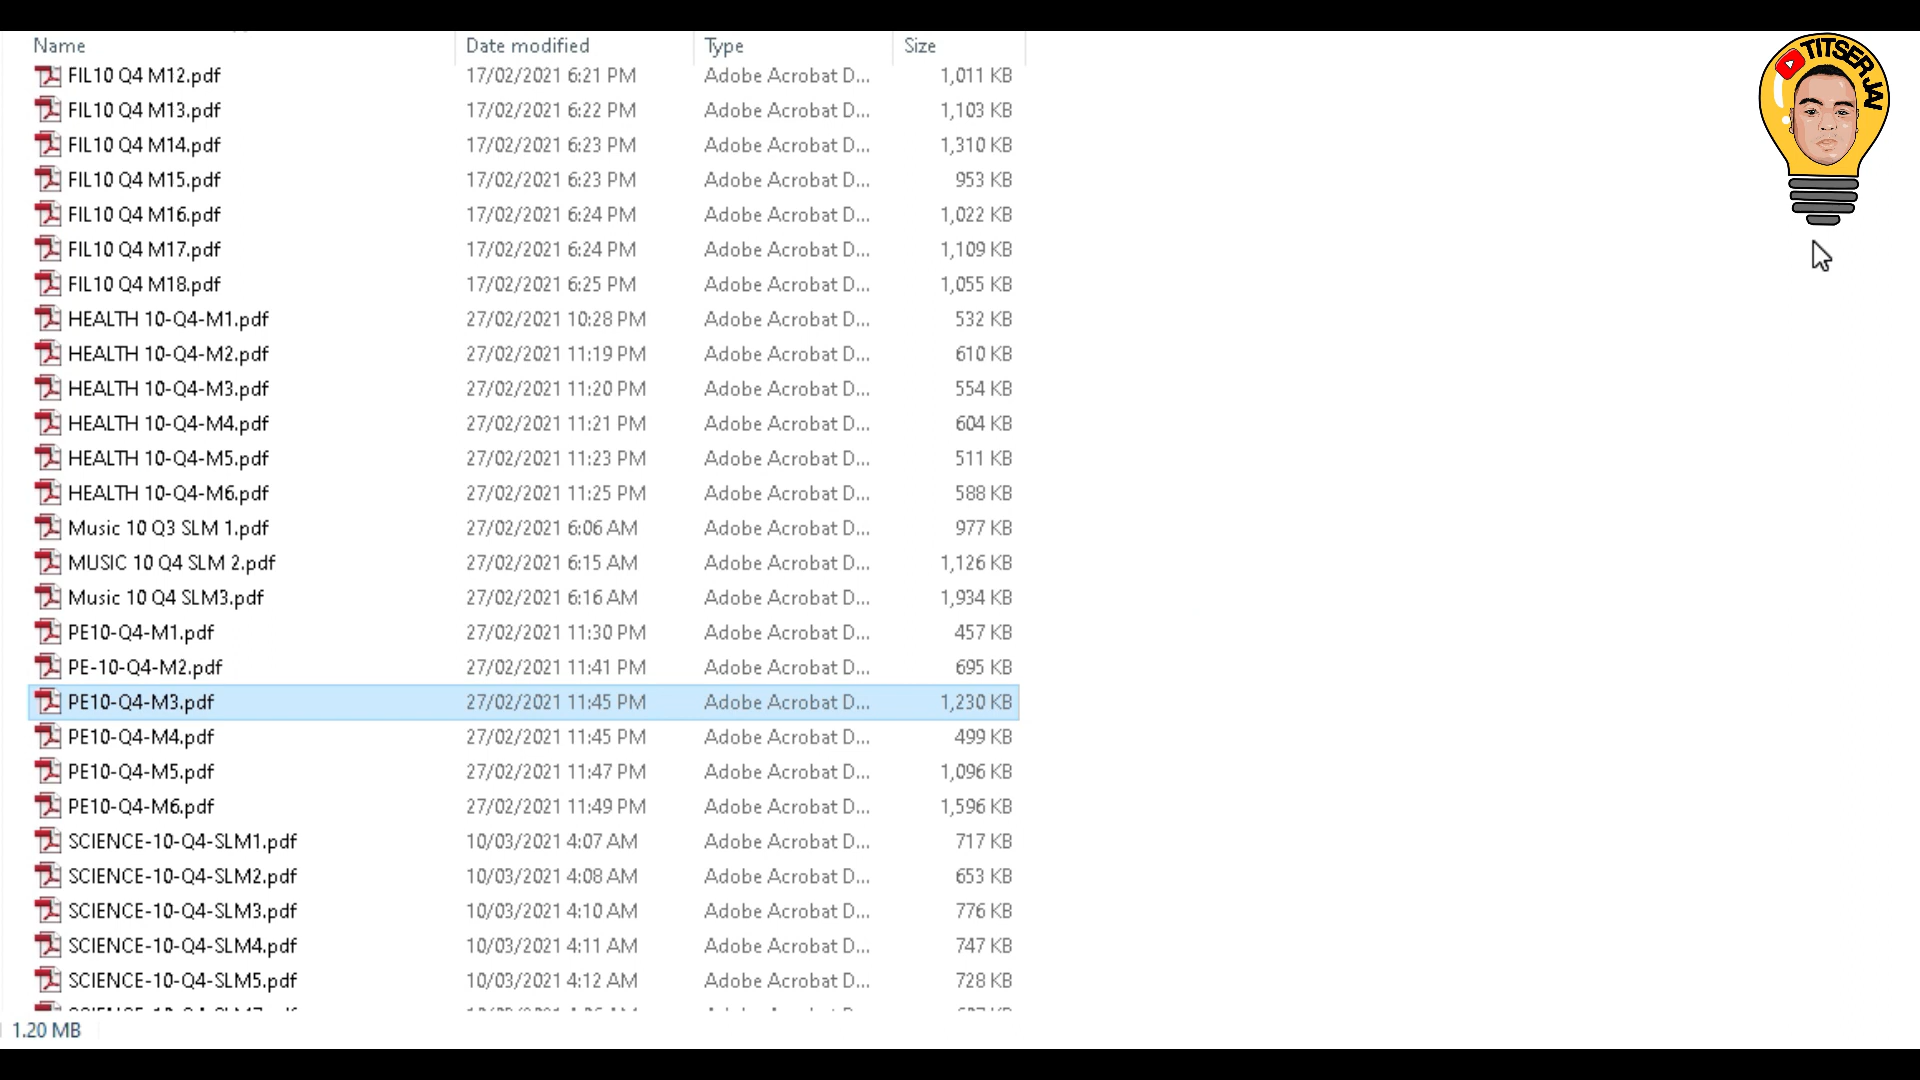 Name Date modified Type Size
FIL10 Q4 M12.pdf 17/02/2021 6:21 PM Adobe Acrobat D... 1,011 KB
FIL10 Q4 M13.pdf 17/02/2021 6:22 PM Adobe Acrobat D... 1,103 KB
FIL10 Q4 M14.pdf 17/02/2021 6:23 PM Adobe Acrobat D... 1,310 KB
FIL10 Q4 M15.pdf 17/02/2021 6:23 PM Adobe Acrobat D... 953 KB
FIL10 Q4 M16.pdf 17/02/2021 6:24 PM Adobe Acrobat D... 1,022 KB
FIL10 Q4 M17.pdf 17/02/2021 6:24 PM Adobe Acrobat D... 1,109 KB
FIL10 Q4 M18.pdf 17/02/2021 6:25 PM Adobe Acrobat D... 1,055 KB
HEALTH 10-Q4-M1.pdf 27/02/2021 10:28 PM Adobe Acrobat D... 532 KB
HEALTH 10-Q4-M2.pdf 27/02/2021 11:19 PM Adobe Acrobat D... 610 KB
HEALTH 10-Q4-M3.pdf 27/02/2021 11:20 PM Adobe Acrobat D... 554 KB
HEALTH 10-Q4-M4.pdf 27/02/2021 11:21 PM Adobe Acrobat D... 604 KB
HEALTH 10-Q4-M5.pdf 27/02/2021 11:23 PM Adobe Acrobat D... 511 KB
HEALTH 10-Q4-M6.pdf 27/02/2021 11:25 PM Adobe Acrobat D... 588 KB
Music 10 Q3 SLM 1.pdf 27/02/2021 6:06 AM Adobe Acrobat D... 977 KB
MUSIC 10 Q4 SLM 2.pdf 27/02/2021 6:15 AM Adobe Acrobat D... 1,126 KB
Music 10 Q4 SLM3.pdf 27/02/2021 6:16 AM Adobe Acrobat D... 1,934 KB
PE10-Q4-M1.pdf 27/02/2021 11:30 PM Adobe Acrobat D... 457 KB
PE-10-Q4-M2.pdf 27/02/2021 11:41 PM Adobe Acrobat D... 695 KB
PE10-Q4-M3.pdf 27/02/2021 11:45 PM Adobe Acrobat D... 1,230 KB
PE10-Q4-M4.pdf 27/02/2021 11:45 PM Adobe Acrobat D... 499 KB
PE10-Q4-M5.pdf 27/02/2021 11:47 PM Adobe Acrobat D... 1,096 KB
PE10-Q4-M6.pdf 27/02/2021 11:49 PM Adobe Acrobat D... 1,596 KB
SCIENCE-10-Q4-SLM1.pdf 10/03/2021 4:07 AM Adobe Acrobat D... 717 KB
SCIENCE-10-Q4-SLM2.pdf 10/03/2021 4:08 AM Adobe Acrobat D... 653 KB
SCIENCE-10-Q4-SLM3.pdf 10/03/2021 4:10 AM Adobe Acrobat D... 776 KB
SCIENCE-10-Q4-SLM4.pdf 10/03/2021 4:11 AM Adobe Acrobat D... 747 KB
SCIENCE-10-Q4-SLM5.pdf 10/03/2021 4:12 AM Adobe Acrobat D... 728 KB
1.20 MB
TITSERJAI